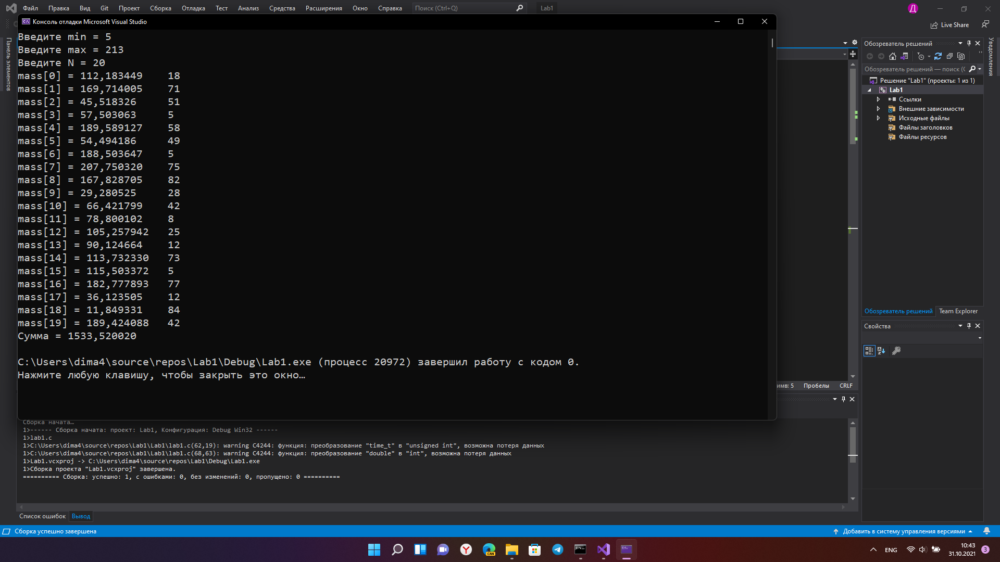 Файл Правка Вид Git Проект Сборка Отладка Тест Анализ Средства Расширения Окно Справка Поиск (Ctrl+Q) Lab1 Д
Live Share
Консоль отладки Microsoft Visual Studio
Введите min = 5
Введите max = 213
Введите N = 20
mass[0] = 112,183449 18
mass[1] = 169,714005 71
mass[2] = 45,518326 51
mass[3] = 57,503063 5
mass[4] = 189,589127 58
mass[5] = 54,494186 49
mass[6] = 188,503647 5
mass[7] = 207,750320 75
mass[8] = 167,828705 82
mass[9] = 29,280525 28
mass[10] = 66,421799 42
mass[11] = 78,800102 8
mass[12] = 105,257942 25
mass[13] = 90,124664 12
mass[14] = 113,732330 73
mass[15] = 115,503372 5
mass[16] = 182,777893 77
mass[17] = 36,123505 12
mass[18] = 11,849331 84
mass[19] = 189,424088 42
Сумма = 1533,520020
C:\Users\dima4\source\repos\Lab1\Debug\Lab1.exe (процесс 20972) завершил работу с кодом 0.
Нажмите любую клавишу, чтобы закрыть это окно…
Панель элементов
Уведомления
Обозреватель решений
Обозреватель решений — поиск (
Решение "Lab1" (проекты: 1 из 1)
Lab1
Ссылки
Внешние зависимости
Исходные файлы
Файлы заголовков
Файлы ресурсов
Обозреватель решений Team Explorer
Свойства
имв: 5 Пробелы CRLF
Сборка начата…
1>------ Сборка начата: проект: Lab1, Конфигурация: Debug Win32 ------
1>lab1.c
1>C:\Users\dima4\source\repos\Lab1\Lab1\lab1.c(62,19): warning C4244: функция: преобразование "time_t" в "unsigned int", возможна потеря данных
1>C:\Users\dima4\source\repos\Lab1\Lab1\lab1.c(68,63): warning C4244: функция: преобразование "double" в "int", возможна потеря данных
1>Lab1.vcxproj -> C:\Users\dima4\source\repos\Lab1\Debug\Lab1.exe
1>Сборка проекта "Lab1.vcxproj" завершена.
========== Сборка: успешно: 1, с ошибками: 0, без изменений: 0, пропущено: 0 ==========
Список ошибок Вывод
Сборка успешно завершена Добавить в систему управления версиями
CAN
ENG 10:43 3
31.10.2021